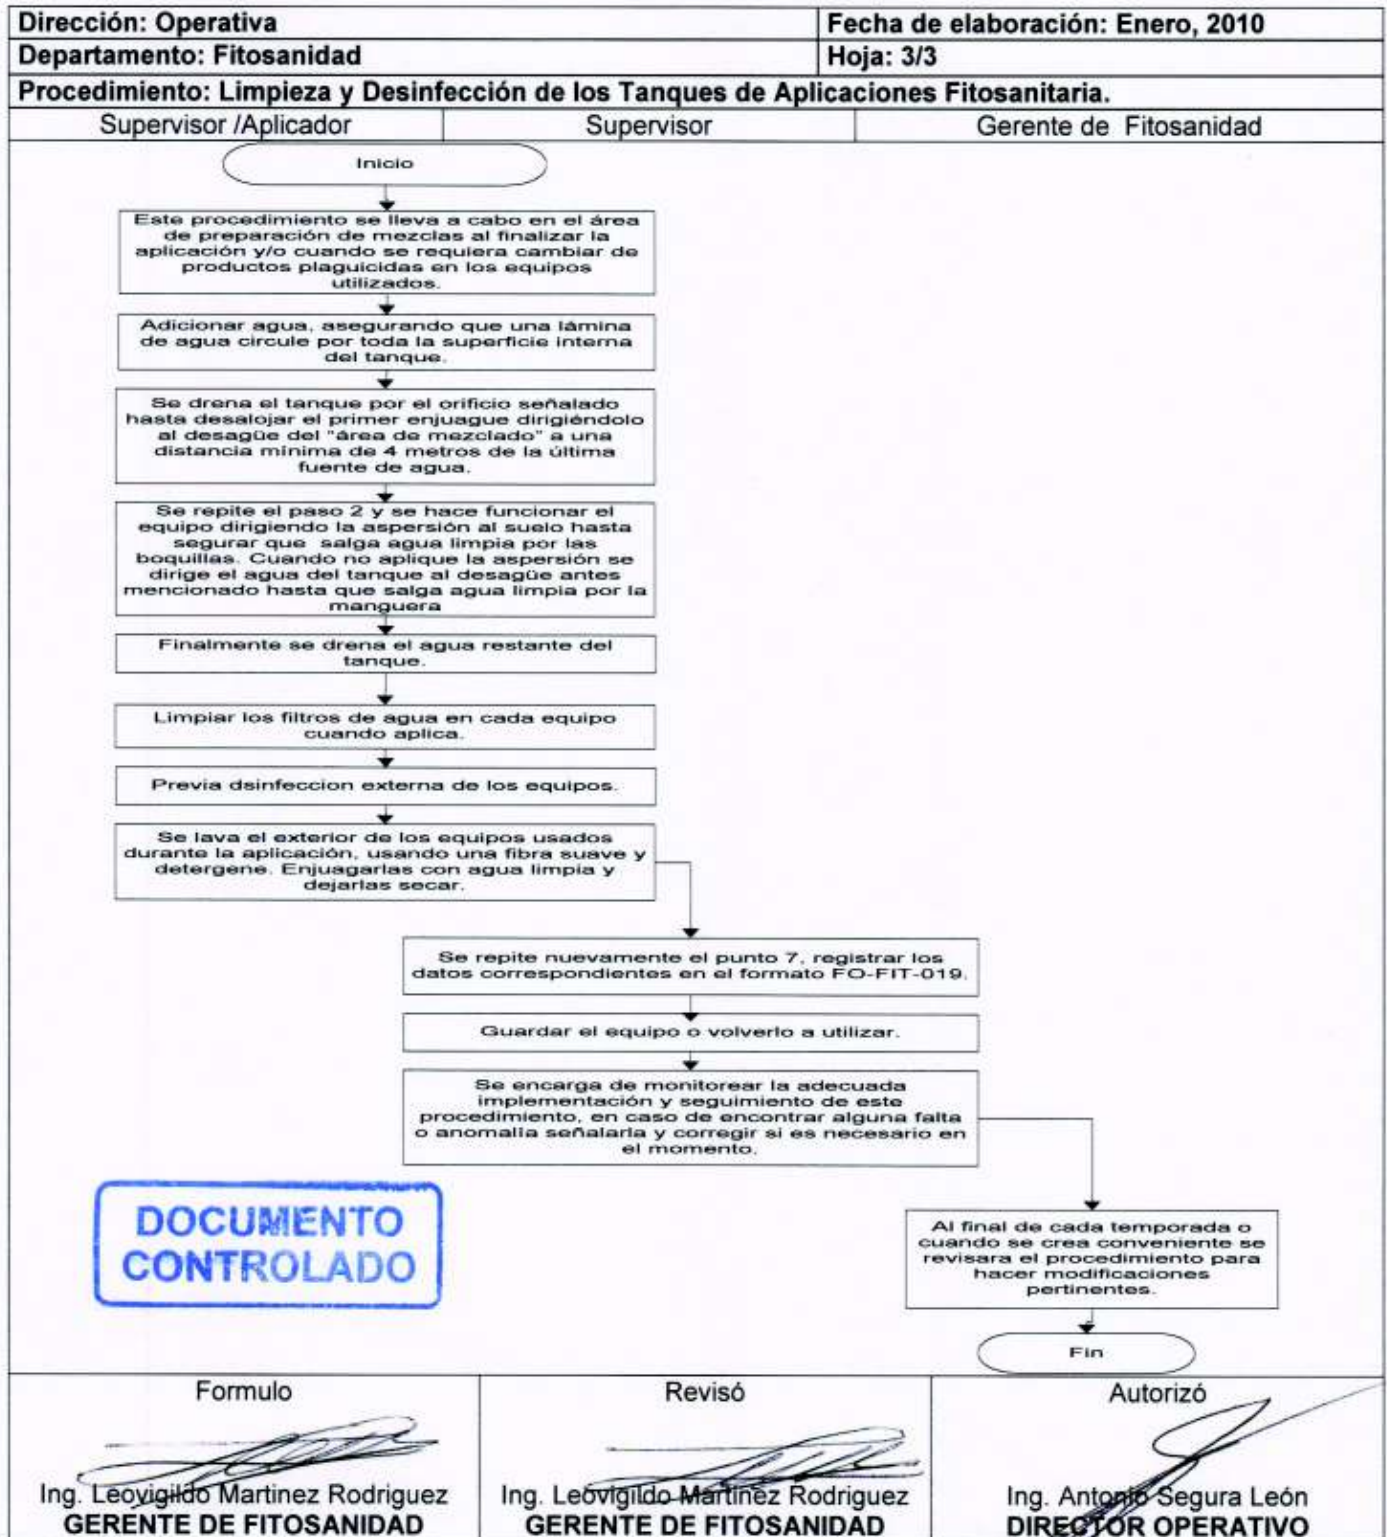 Dirección: Operativa
Fecha de elaboración: Enero, 2010
Departamento: Fitosanidad
Hoja: 3/3
Procedimiento: Limpieza y Desinfección de los Tanques de Aplicaciones Fitosanitaria.
Supervisor /Aplicador
Supervisor
Gerente de Fitosanidad
Inicio
Este procedimiento se lleva a cabo en el área
de preparación de mezclas al finalizar la
aplicación y/o cuando se requiera cambiar de
productos plaguicidas en los equipos
utilizados.
Adicionar agua, asegurando que una lámina
de agua circule por toda la superficie interna
del tanque.
Se drena el tanque por el orificio señalado
hasta desalojar el primer enjuague dirigiéndolo
al desagüe del "área de mezclado" a una
distancia mínima de 4 metros de la última
fuente de agua.
Se repite el paso 2 y se hace funcionar el
equipo dirigiendo la aspersión al suelo hasta
segurar que salga agua limpia por las
boquillas. Cuando no aplique la aspersión se
dirige el agua del tanque al desagüe antes
mencionado hasta que salga agua limpia por la
manguera
Finalmente se drena el agua restante del
tanque.
Limpiar los filtros de agua en cada equipo
cuando aplica.
Previa dsinfeccion externa de los equipos.
Se lava el exterior de los equipos usados
durante la aplicación, usando una fibra suave y
detergene. Enjuagarlas con agua limpia y
dejarlas secar.
Se repite nuevamente el punto 7, registrar los
datos correspondientes en el formato FO-FIT-019.
Guardar el equipo o volverlo a utilizar.
Se encarga de monitorear la adecuada
implementación y seguimiento de este
procedimiento, en caso de encontrar alguna falta
o anomalía señalarla y corregir si es necesario en
el momento.
DOCUMENTO
CONTROLADO
Al final de cada temporada o
cuando se crea conveniente se
revisara el procedimiento para
hacer modificaciones
pertinentes.
Fin
Formulo
Revisó
Autorizó
Ing. Leovigildo Martinez Rodriguez
GERENTE DE FITOSANIDAD
Ing. Leovigildo Martinez Rodriguez
GERENTE DE FITOSANIDAD
Ing. Antonio Segura León
DIRECTOR OPERATIVO